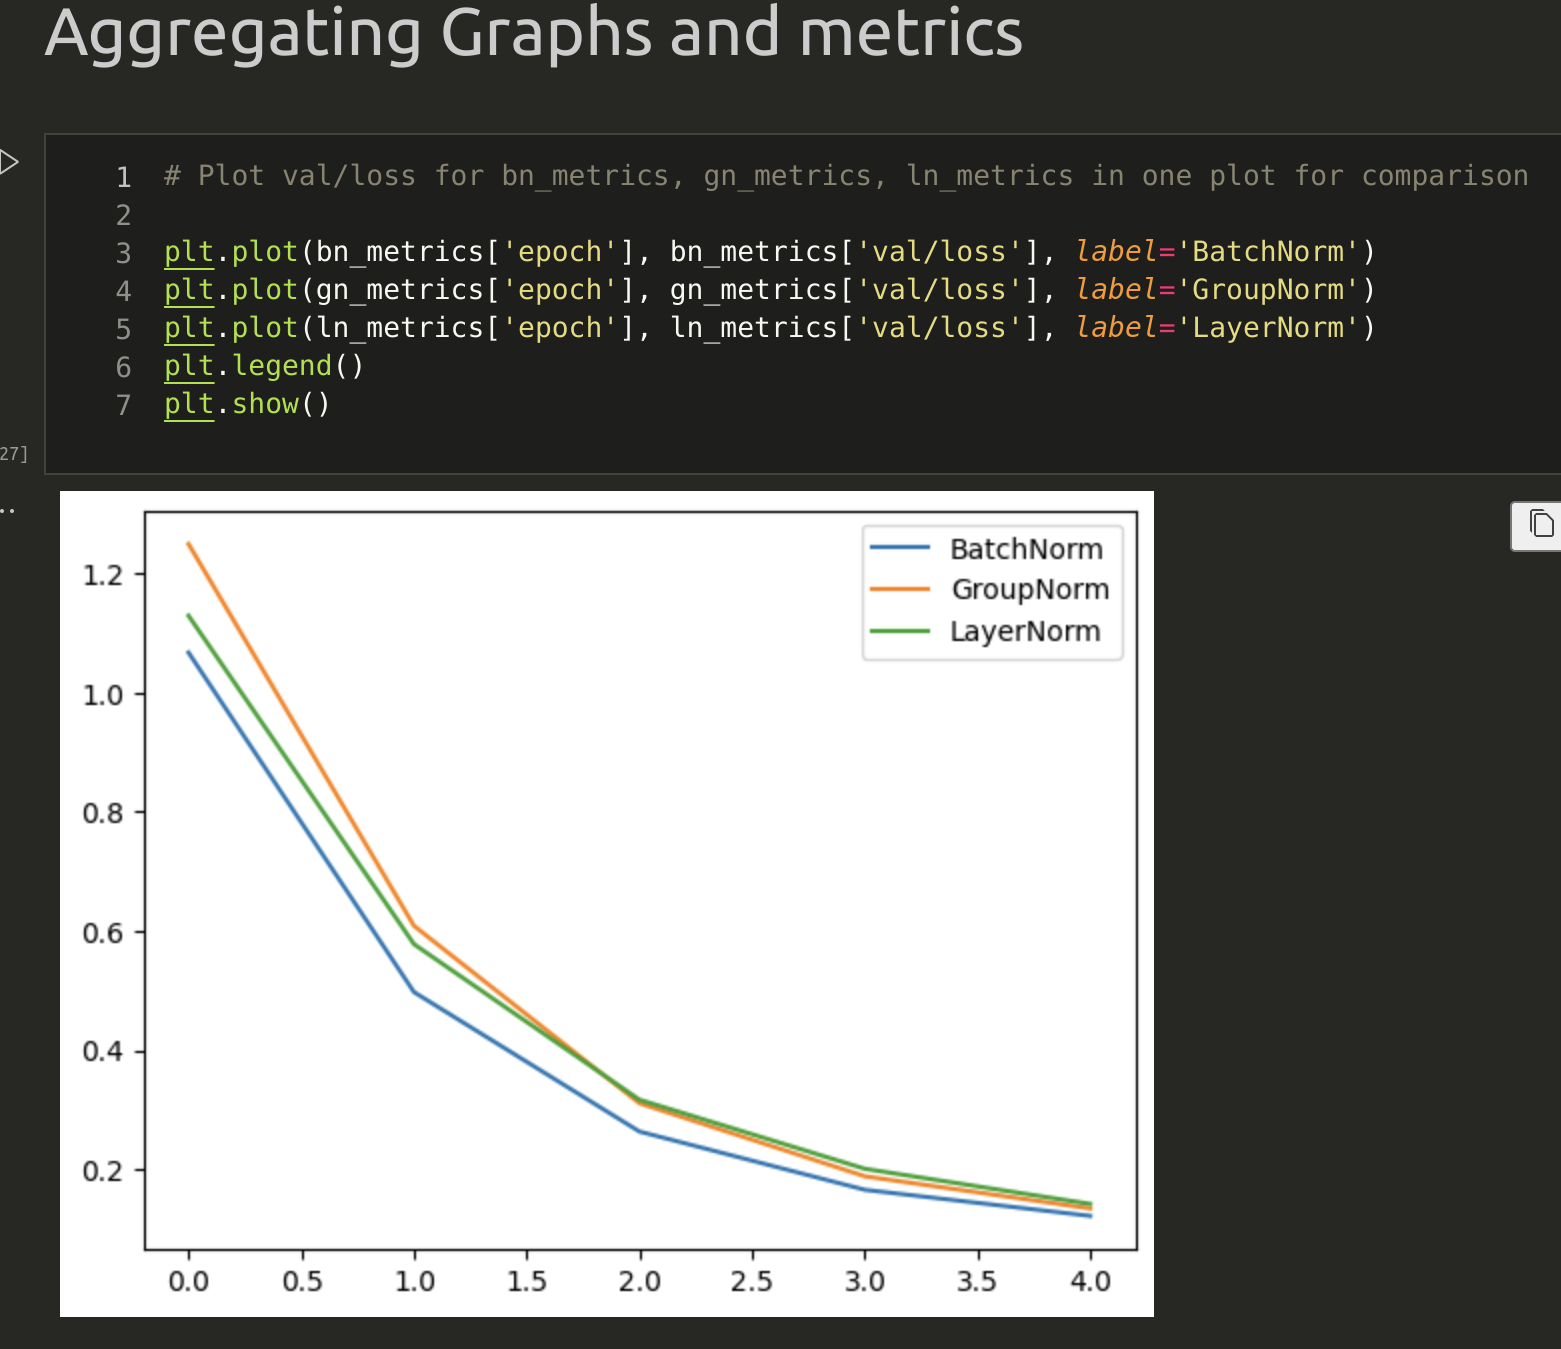 Aggregating Graphs and metrics
1 # Plot val/loss for bn_metrics, gn_metrics, ln_metrics in one plot for comparison
2
3 plt.plot(bn_metrics['epoch'], bn_metrics['val/loss'], label='BatchNorm')
4 plt.plot(gn_metrics['epoch'], gn_metrics['val/loss'], label='GroupNorm')
5 plt.plot(ln_metrics['epoch'], ln_metrics['val/loss'], label='LayerNorm')
6 plt.legend()
7 plt.show()
27]
BatchNorm
GroupNorm
LayerNorm
1.2
1.0
0.8
0.6
0.4
0.2
0.0 0.5 1.0 1.5 2.0 2.5 3.0 3.5 4.0